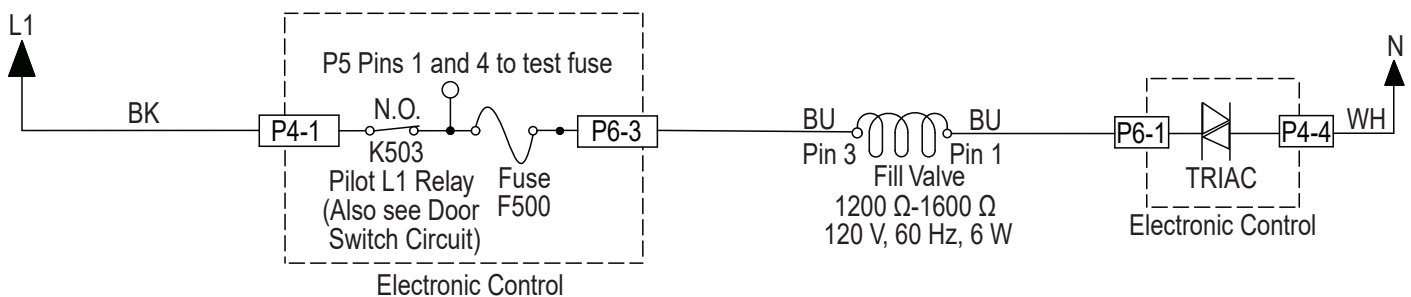 L1
BK
P4-1
P5 Pins 1 and 4 to test fuse
N.O.
K503
Pilot L1 Relay
(Also see Door
Switch Circuit)
Fuse
F500
P6-3
Electronic Control
BU
Pin 3
BU
Pin 1
Fill Valve
1200 Ω-1600 Ω
120 V, 60 Hz, 6 W
P6-1
TRIAC
P4-4
Electronic Control
WH
N